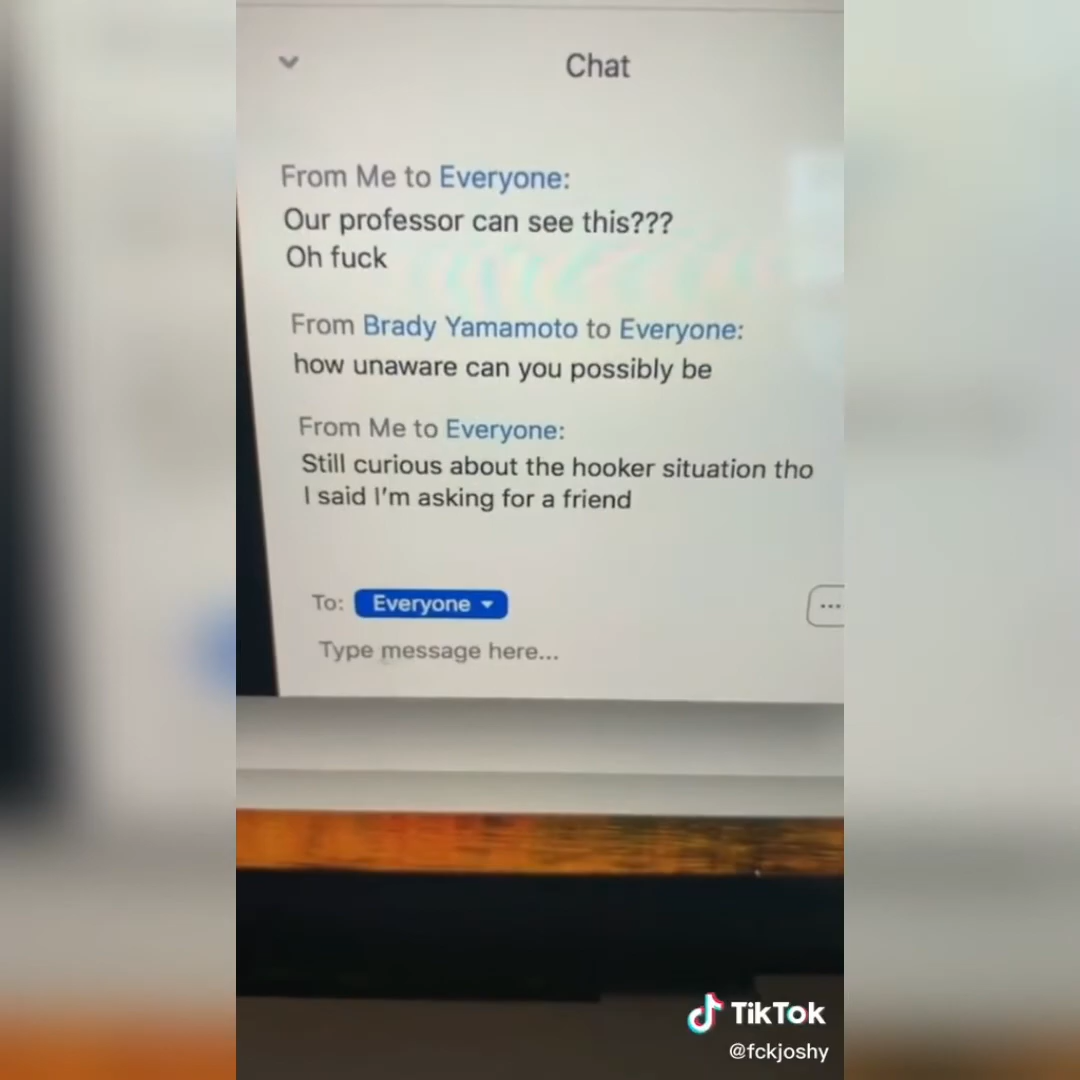 Chat
From Me to Everyone:
Our professor can see this???
Oh fuck
From Brady Yamamoto to Everyone:
how unaware can you possibly be
From Me to Everyone:
Still curious about the hooker situation tho
I said I'm asking for a friend
To: Everyone
Type message here...
TikTok
@fckjoshy